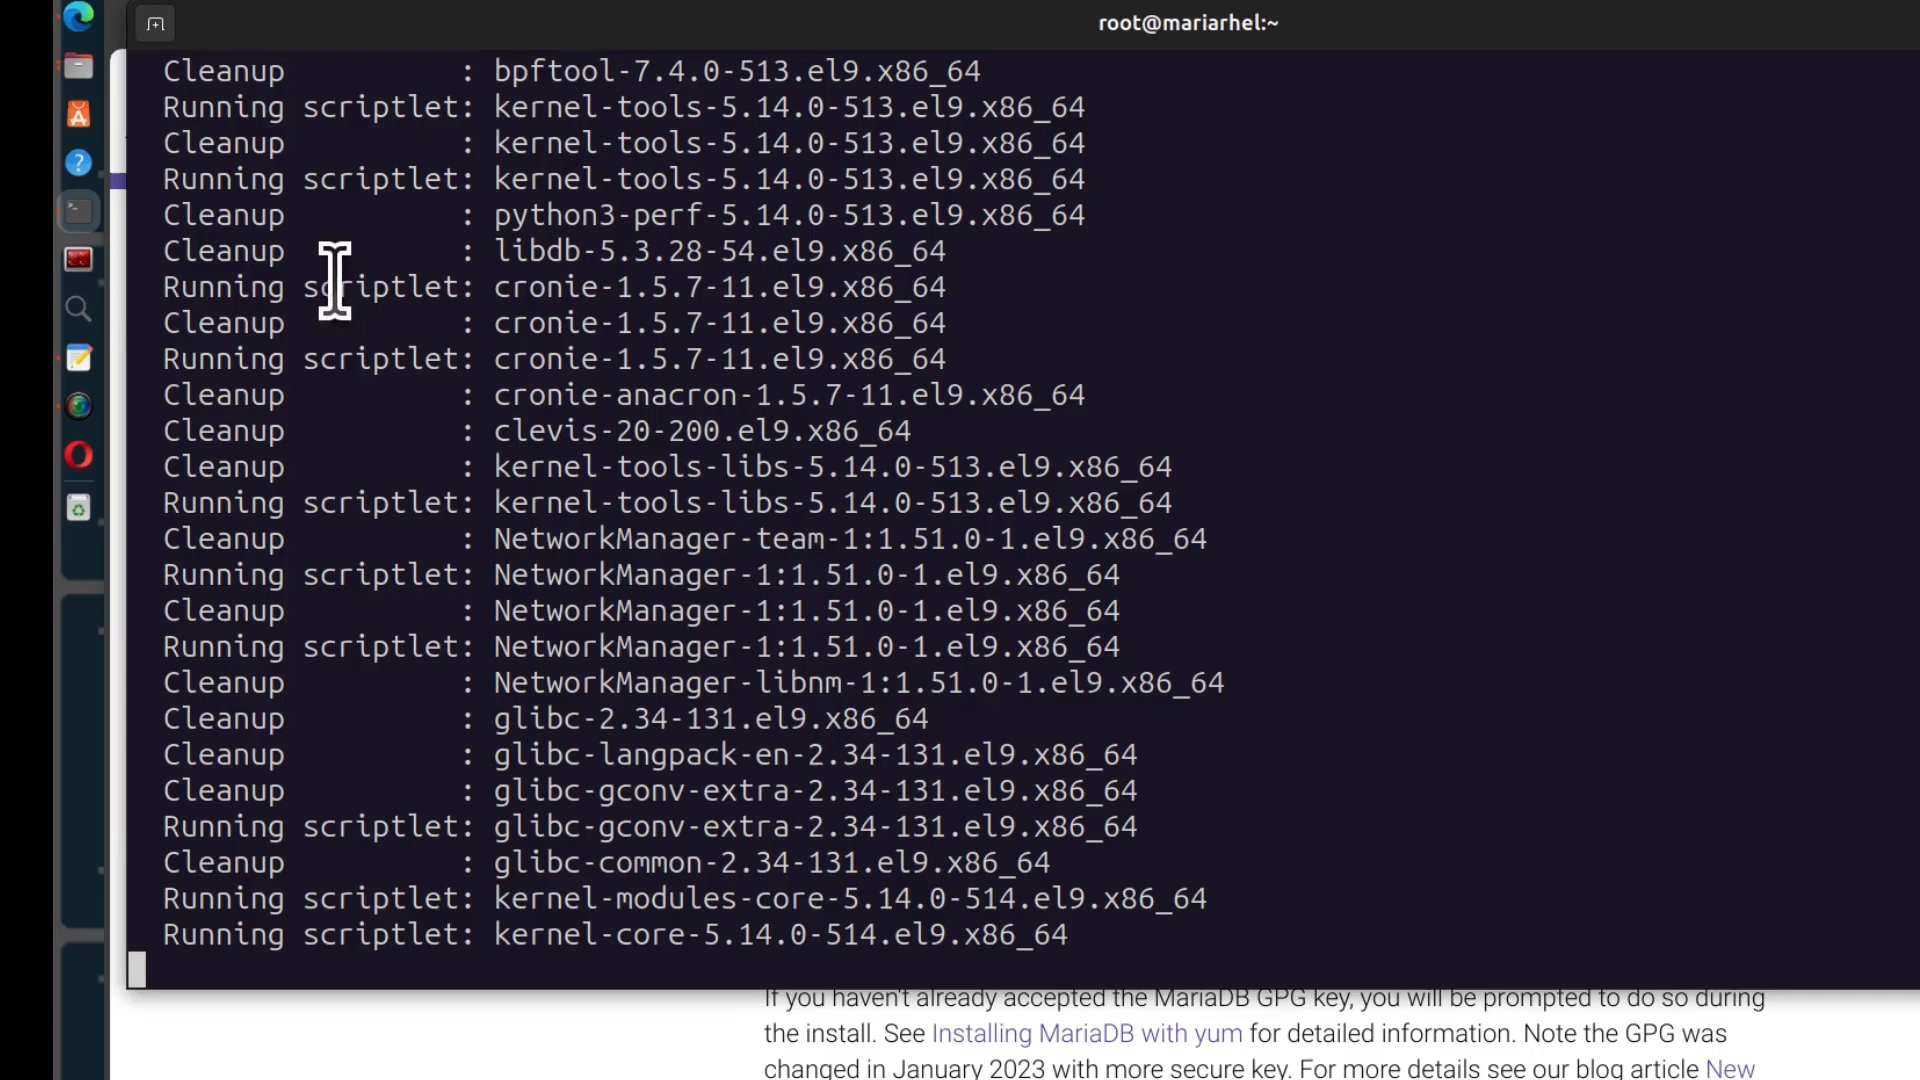 root@mariarhel:~
Cleanup : bpftool-7.4.0-513.el9.x86_64
Running scriptlet: kernel-tools-5.14.0-513.el9.x86_64
Cleanup : kernel-tools-5.14.0-513.el9.x86_64
Running scriptlet: kernel-tools-5.14.0-513.el9.x86_64
Cleanup : python3-perf-5.14.0-513.el9.x86_64
Cleanup : libdb-5.3.28-54.el9.x86_64
Running scriptlet: cronie-1.5.7-11.el9.x86_64
Cleanup : cronie-1.5.7-11.el9.x86_64
Running scriptlet: cronie-1.5.7-11.el9.x86_64
Cleanup : cronie-anacron-1.5.7-11.el9.x86_64
Cleanup : clevis-20-200.el9.x86_64
Cleanup : kernel-tools-libs-5.14.0-513.el9.x86_64
Running scriptlet: kernel-tools-libs-5.14.0-513.el9.x86_64
Cleanup : NetworkManager-team-1:1.51.0-1.el9.x86_64
Running scriptlet: NetworkManager-1:1.51.0-1.el9.x86_64
Cleanup : NetworkManager-1:1.51.0-1.el9.x86_64
Running scriptlet: NetworkManager-1:1.51.0-1.el9.x86_64
Cleanup : NetworkManager-libnm-1:1.51.0-1.el9.x86_64
Cleanup : glibc-2.34-131.el9.x86_64
Cleanup : glibc-langpack-en-2.34-131.el9.x86_64
Cleanup : glibc-gconv-extra-2.34-131.el9.x86_64
Running scriptlet: glibc-gconv-extra-2.34-131.el9.x86_64
Cleanup : glibc-common-2.34-131.el9.x86_64
Running scriptlet: kernel-modules-core-5.14.0-514.el9.x86_64
Running scriptlet: kernel-core-5.14.0-514.el9.x86_64
If you haven't already accepted the MariaDB GPG key, you will be prompted to do so during
the install. See Installing MariaDB with yum for detailed information. Note the GPG was
changed in January 2023 with more secure key. For more details see our blog article New